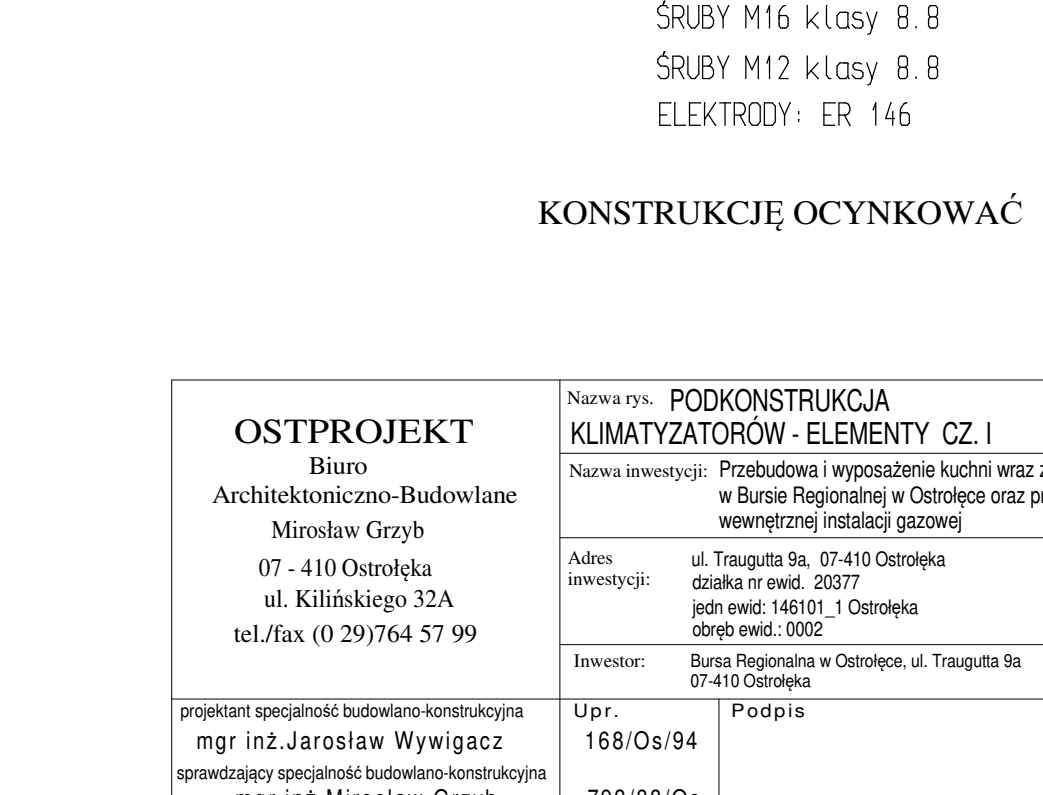 ŚRUBY M16 klasy 8.8
ŚRUBY M12 klasy 8.8
ELEKTRODY: ER 146
KONSTRUKCJĘ OCYNKOWAĆ
OSTPROJEKT
Biuro
Architektoniczno-Budowlane
Mirosław Grzyb
07 - 410 Ostrołęka
ul. Kilińskiego 32A
tel./fax (0 29)764 57 99
Nazwa rys. PODKONSTRUKCJA
KLIMATYZATORÓW - ELEMENTY CZ. I
Nazwa inwestycji: Przebudowa i wyposażenie kuchni wraz
w Bursie Regionalnej w Ostrołęce oraz
wewnętrznej instalacji gazowej
Adres ul. Traugutta 9a, 07-410 Ostrołęka
inwestycji: działka nr ewid. 20377
jedn ewid: 146101_1 Ostrołęka
obręb ewid.: 0002
Inwestor: Bursa Regionalna w Ostrołęce, ul. Traugutta 9a
07-410 Ostrołęka
projektant specjalność budowlano-konstrukcyjna Upr. Podpis
mgr inż.Jarosław Wywigacz 168/Os/94
sprawdzający specjalność budowlano-konstrukcyjna